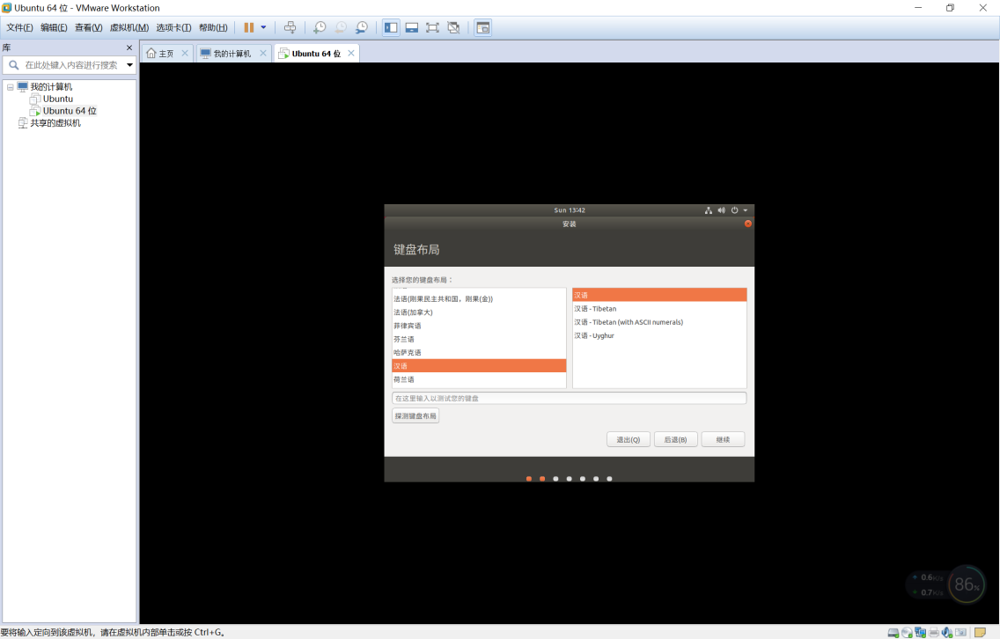 Ubuntu 64 位 - VMware Workstation
文件(F) 编辑(E) 查看(V) 虚拟机(M) 选项卡(T) 帮助(H)
库
在此处键入内容进行搜索
主页 我的计算机 Ubuntu 64 位
我的计算机
Ubuntu
Ubuntu 64 位
共享的虚拟机
Sun 13:42
安装
键盘布局
选择您的键盘布局：
法语(刚果民主共和国，刚果(金))
法语(加拿大)
菲律宾语
芬兰语
哈萨克语
汉语
荷兰语
汉语
汉语 - Tibetan
汉语 - Tibetan (with ASCII numerals)
汉语 - Uyghur
在这里输入以测试您的键盘
探测键盘布局
退出(Q) 后退(B) 继续
0.6
0.7
86%
要将输入定向到该虚拟机，请在虚拟机内部单击或按 Ctrl+G。